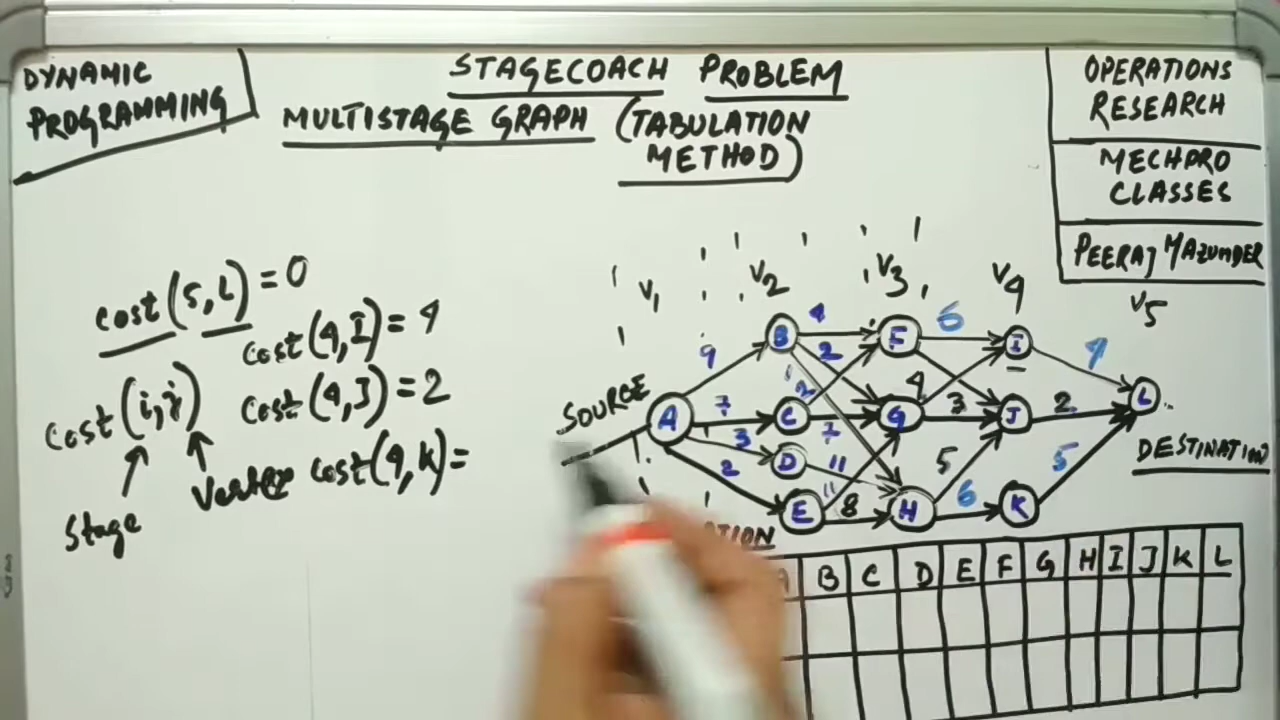 DYNAMIC
PROGRAMMING
STAGECOACH PROBLEM
MULTISTAGE GRAPH (TABULATION
METHOD)
OPERATIONS
RESEARCH
MECHPRO
CLASSES
PEERAJ MAZUMDER
cost(5,L)=0
cost(4,I)=4
cost(i,j)
cost(4,J)=2
Vertex
cost(4,K)=
Stage
V1
V2
V3
V4
V5
SOURCE
DESTINATION
A
B
C
D
E
F
G
H
I
J
K
L
9
7
3
2
4
2
1
2
7
11
11
8
6
4
3
5
6
4
2
5
A B C D E F G H I J K L